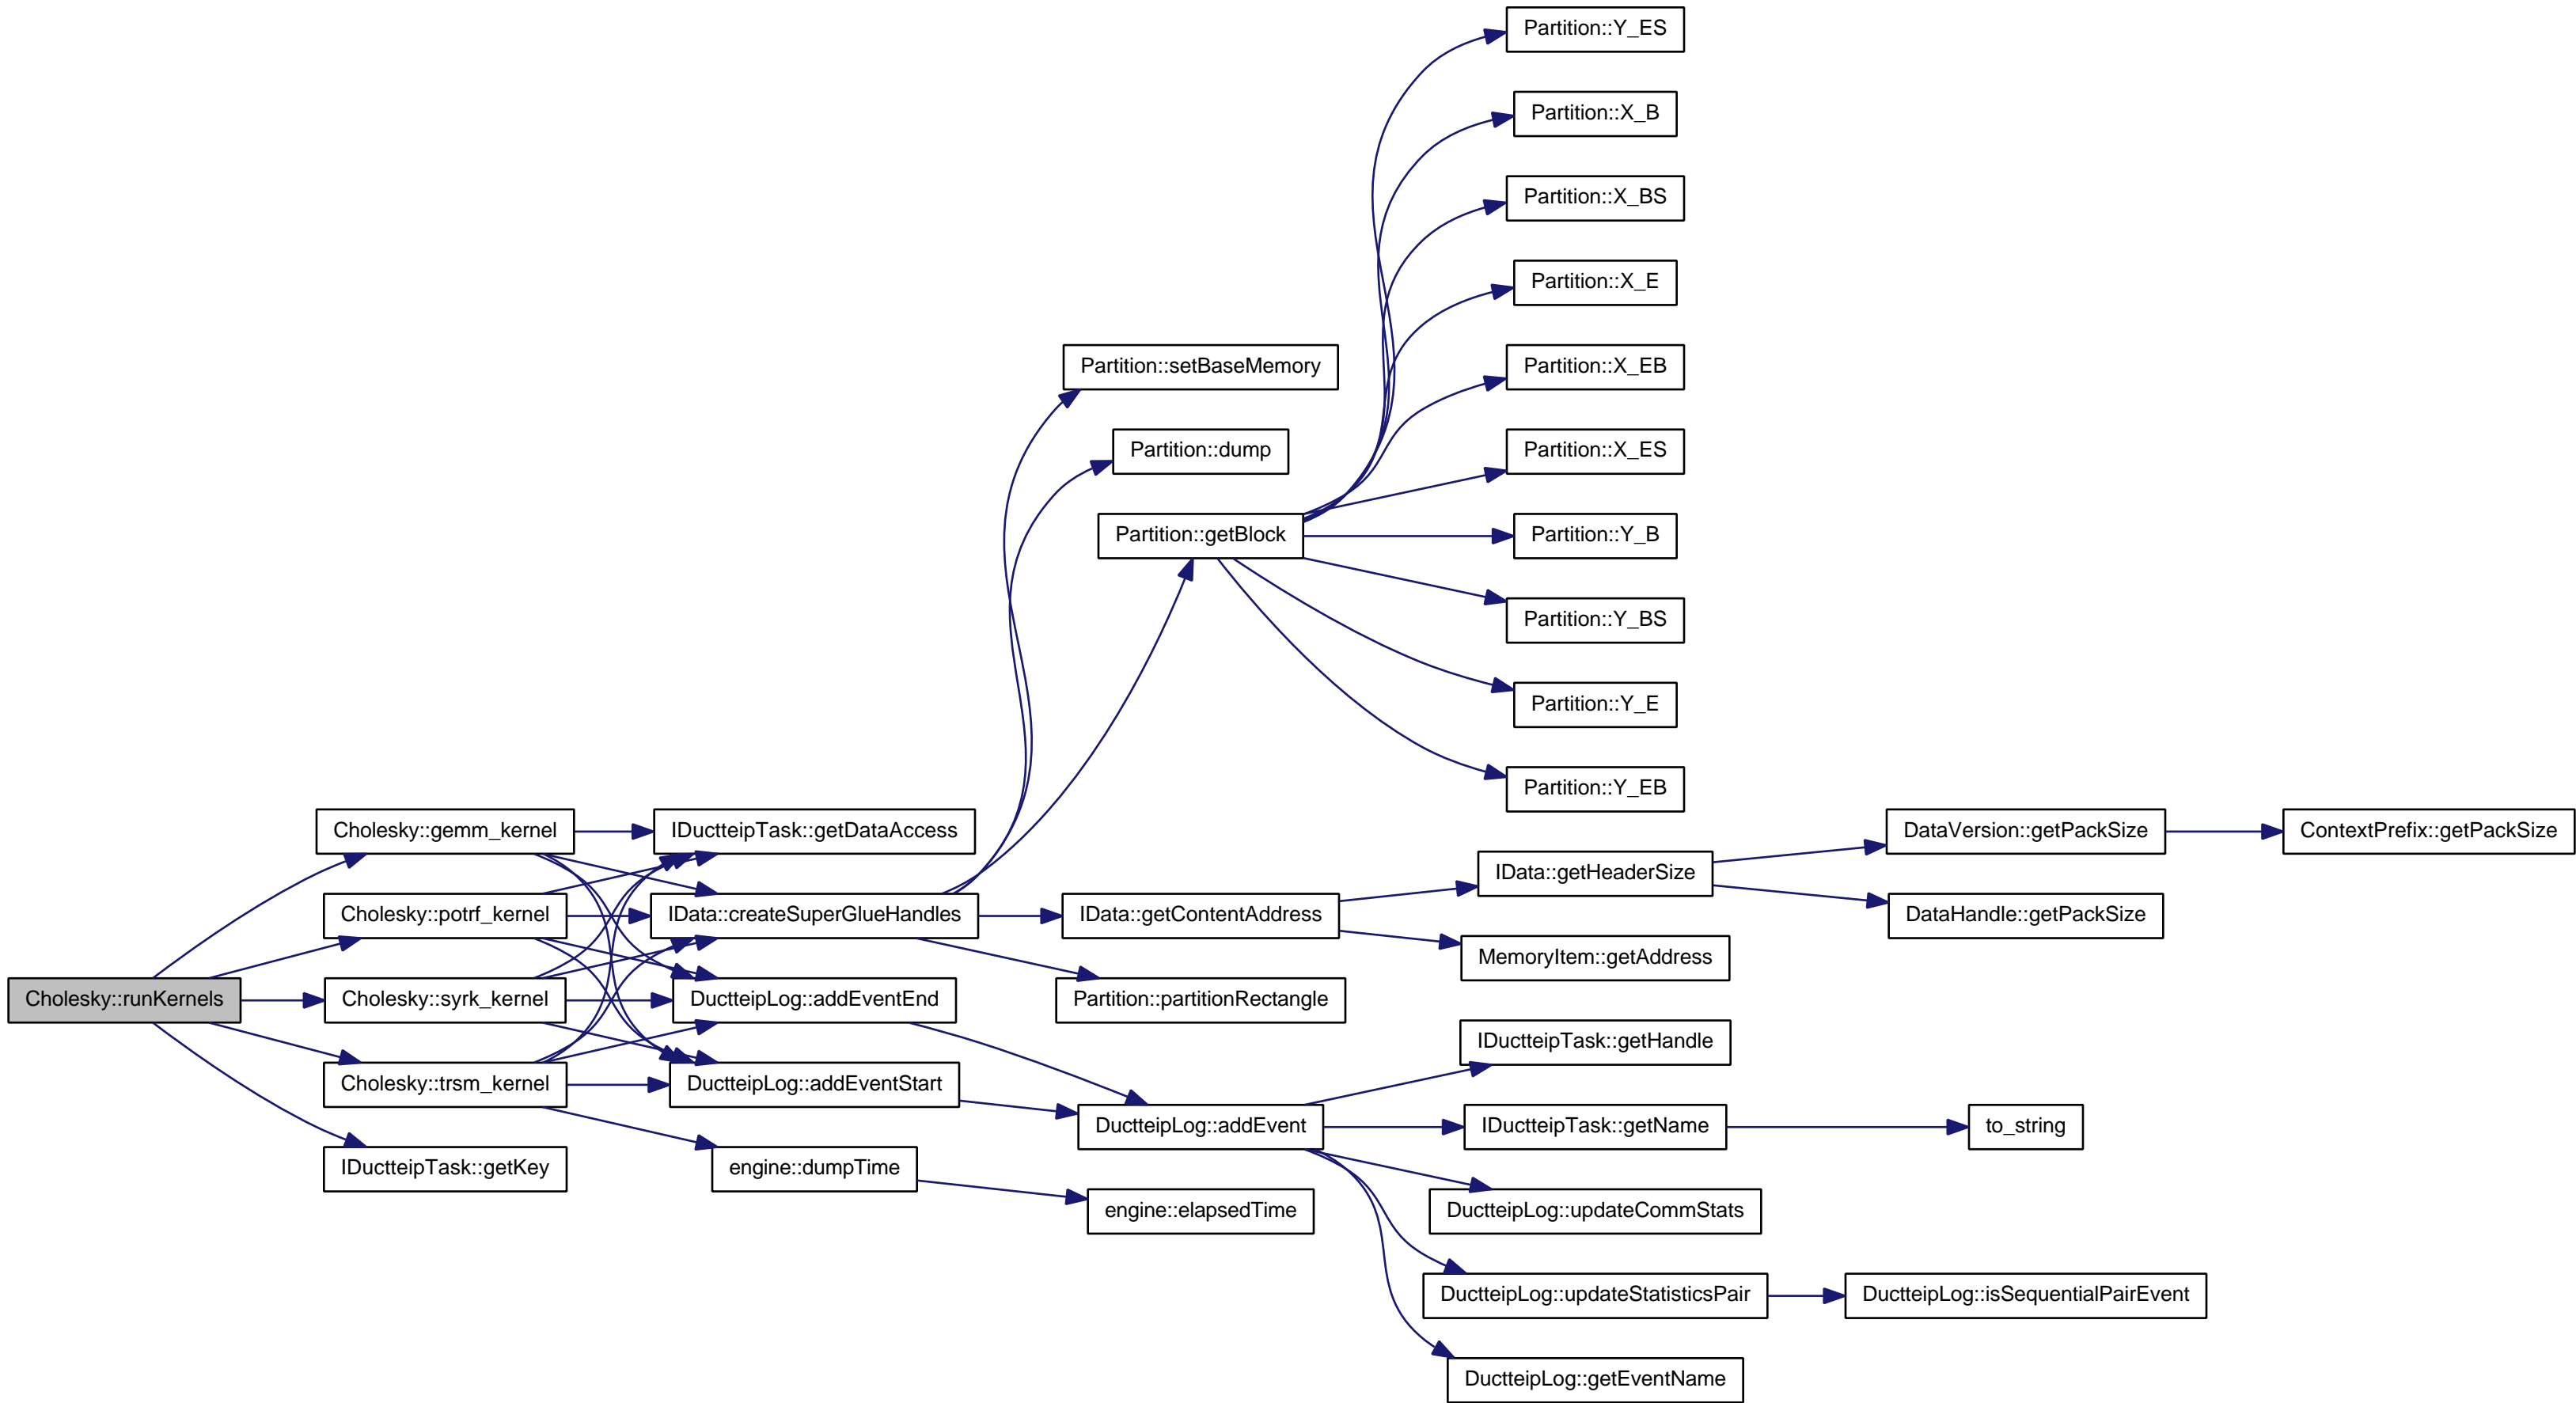 Partition::Y_ES
Partition::X_B
Partition::X_BS
Partition::X_E
Partition::setBaseMemory
Partition::X_EB
Partition::dump
Partition::X_ES
Partition::getBlock
Partition::Y_B
Partition::Y_BS
Partition::Y_E
Partition::Y_EB
Cholesky::gemm_kernel
IDuctteipTask::getDataAccess
DataVersion::getPackSize
ContextPrefix::getPackSize
IData::getHeaderSize
Cholesky::potrf_kernel
IData::createSuperGlueHandles
IData::getContentAddress
DataHandle::getPackSize
MemoryItem::getAddress
Cholesky::runKernels
Cholesky::syrk_kernel
DuctteipLog::addEventEnd
Partition::partitionRectangle
IDuctteipTask::getHandle
Cholesky::trsm_kernel
DuctteipLog::addEventStart
DuctteipLog::addEvent
IDuctteipTask::getName
to_string
IDuctteipTask::getKey
engine::dumpTime
engine::elapsedTime
DuctteipLog::updateCommStats
DuctteipLog::updateStatisticsPair
DuctteipLog::isSequentialPairEvent
DuctteipLog::getEventName